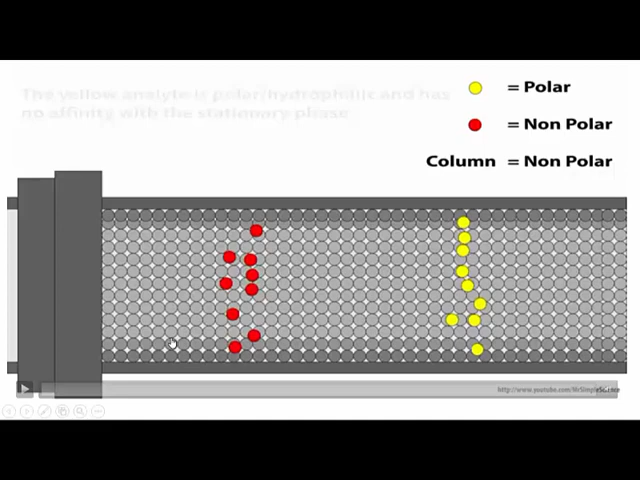 The yellow analyte is polar/hydrophilic and has
no affinity with the stationary phase
= Polar
= Non Polar
Column = Non Polar
http://www.youtube.com/MrSimpleScience